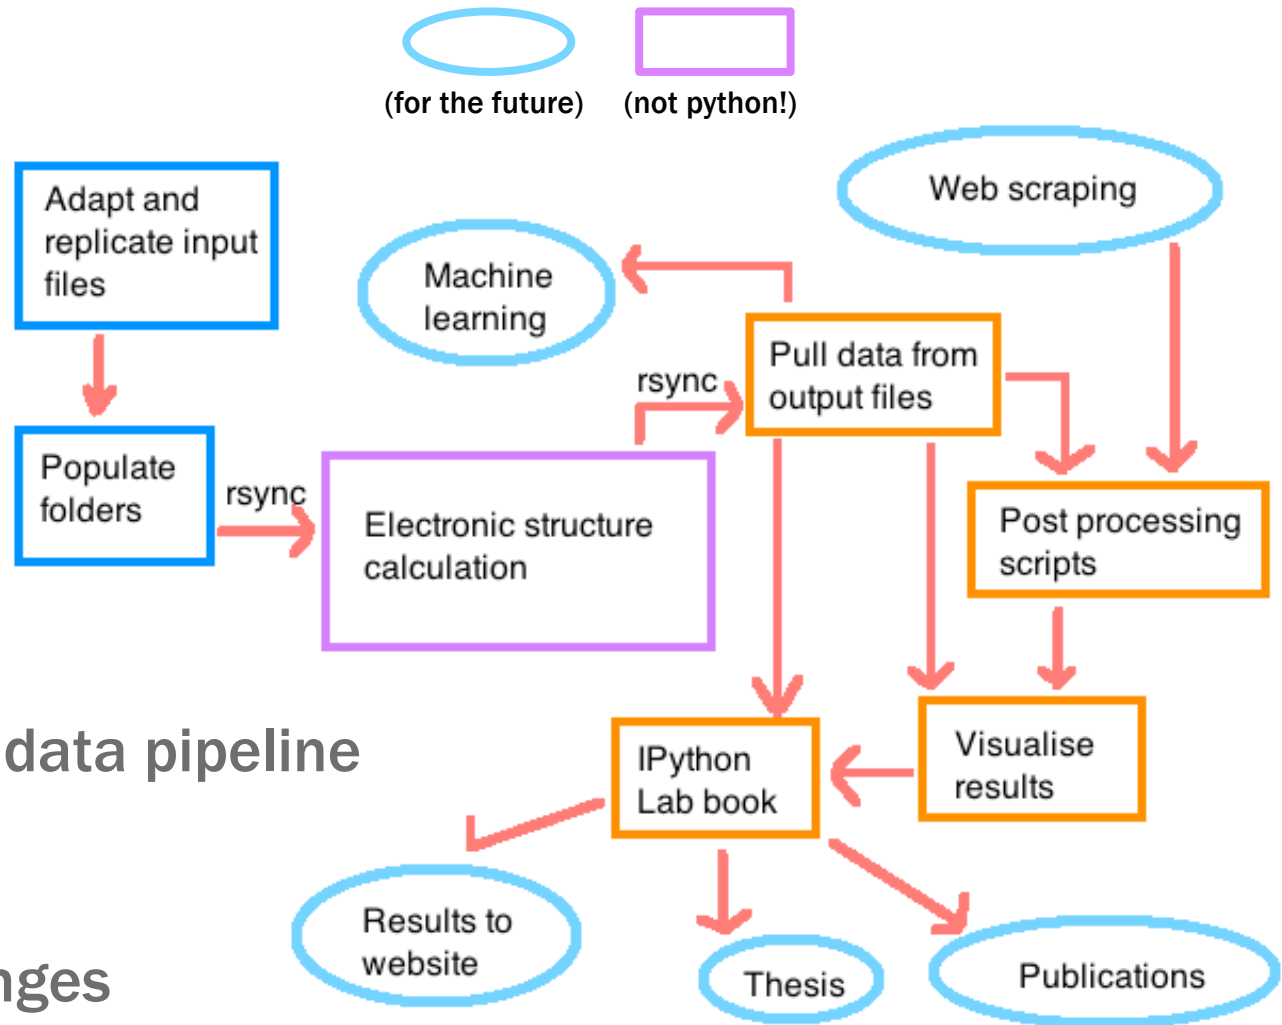 (for the future)
(not python!)
Web scraping
Adapt and
replicate input
files
Machine
learning
Pull data from
output files
rsync
Populate
folders
rsync
Electronic structure
calculation
Post processing
scripts
data pipeline
IPython
Lab book
Visualise
results
Results to
website
Thesis
Publications
nges